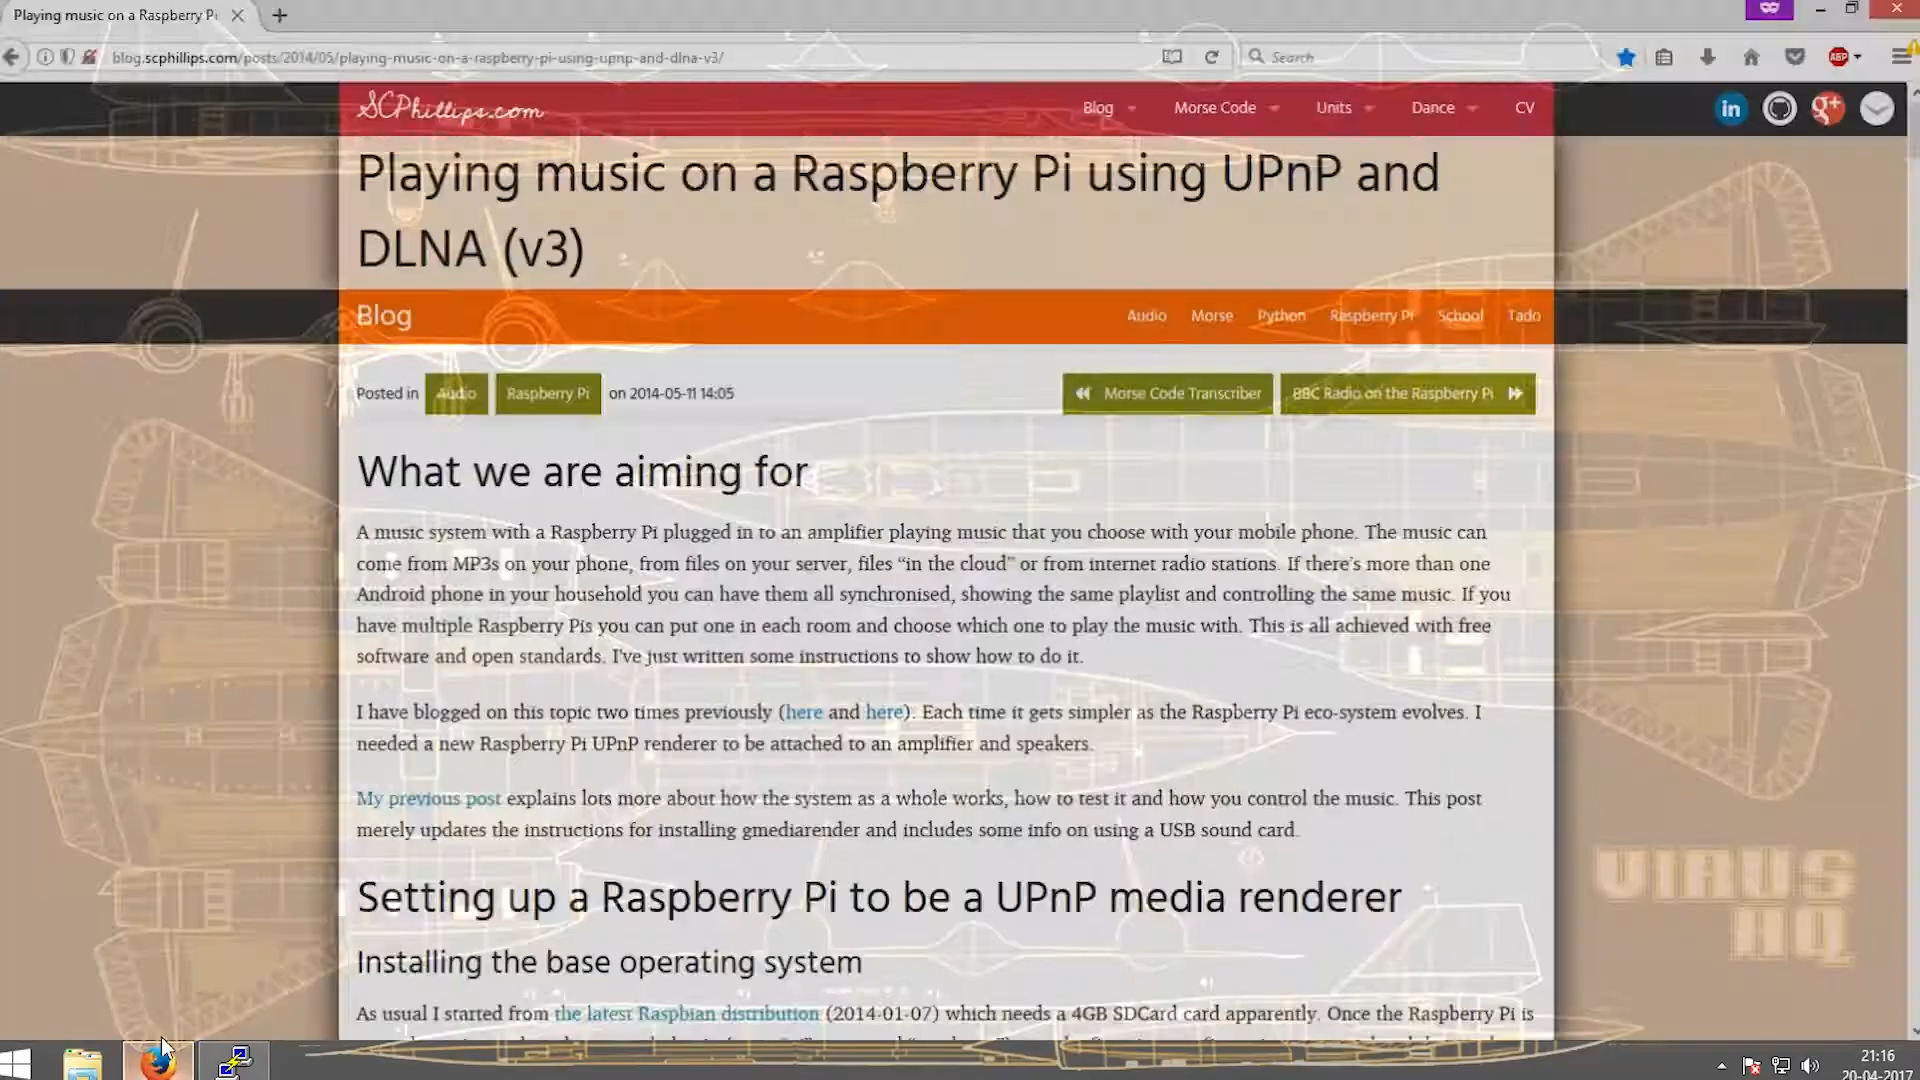 Playing music on a Raspberry Pi
blog.scphillips.com/posts/2014/05/playing-music-on-a-raspberry-pi-using-upnp-and-dlna-v3/
Search
ABP
SCPhillips.com
Blog
Morse Code
Units
Dance
CV
in
g+
Playing music on a Raspberry Pi using UPnP and
DLNA (v3)
Blog
Audio
Morse
Python
Raspberry Pi
School
Tado
Posted in Audio Raspberry Pi on 2014-05-11 14:05
Morse Code Transcriber
BBC Radio on the Raspberry Pi
What we are aiming for
A music system with a Raspberry Pi plugged in to an amplifier playing music that you choose with your mobile phone. The music can
come from MP3s on your phone, from files on your server, files “in the cloud” or from internet radio stations. If there's more than one
Android phone in your household you can have them all synchronised, showing the same playlist and controlling the same music. If you
have multiple Raspberry Pis you can put one in each room and choose which one to play the music with. This is all achieved with free
software and open standards. I've just written some instructions to show how to do it.
I have blogged on this topic two times previously (here and here). Each time it gets simpler as the Raspberry Pi eco-system evolves. I
needed a new Raspberry Pi UPnP renderer to be attached to an amplifier and speakers.
My previous post explains lots more about how the system as a whole works, how to test it and how you control the music. This post
merely updates the instructions for installing gmediarender and includes some info on using a USB sound card.
Setting up a Raspberry Pi to be a UPnP media renderer
Installing the base operating system
As usual I started from the latest Raspbian distribution (2014-01-07) which needs a 4GB SDCard card apparently. Once the Raspberry Pi is
VIRUS
HQ
21:16
20-04-2017